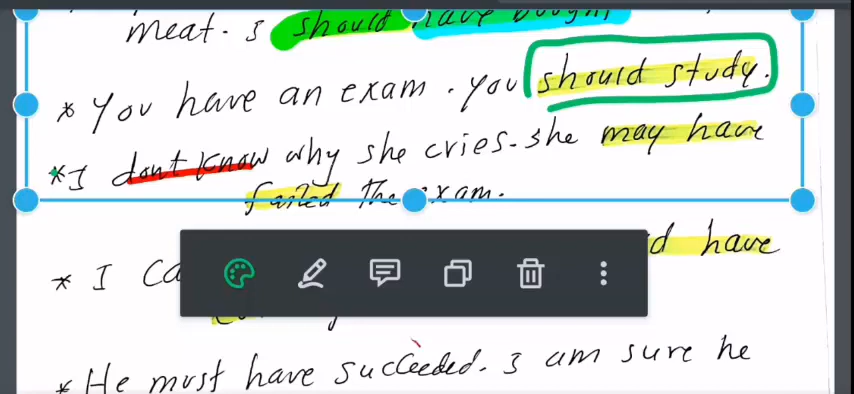 meat. I should have bought
* You have an exam. You should study.
* I dont know why she cries. she may have
failed the exam.
* I ca have
* He must have succeeded. I am sure he